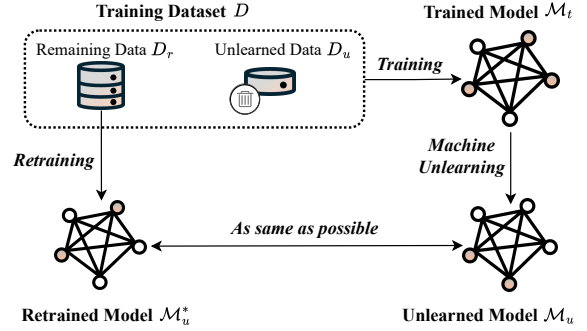 Training Dataset D
Trained Model M_t
Remaining Data D_r
Unlearned Data D_u
Training
Retraining
Machine
Unlearning
As same as possible
Retrained Model M_u^*
Unlearned Model M_u